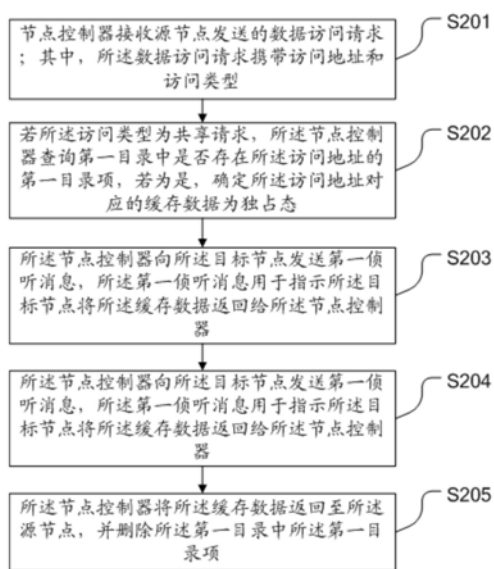 节点控制器接收源节点发送的数据访问请求
；其中，所述数据访问请求携带访问地址和
访问类型
S201
若所述访问类型为共享请求，所述节点控制
器查询第一目录中是否存在所述访问地址的
第一目录项，若为是，确定所述访问地址对
应的缓存数据为独占态
S202
所述节点控制器向所述目标节点发送第一侦
听消息，所述第一侦听消息用于指示所述目
标节点将所述缓存数据返回给所述节点控制
器
S203
所述节点控制器向所述目标节点发送第一侦
听消息，所述第一侦听消息用于指示所述目
标节点将所述缓存数据返回给所述节点控制
器
S204
所述节点控制器将所述缓存数据返回至所述
源节点，并删除所述第一目录中所述第一目
录项
S205